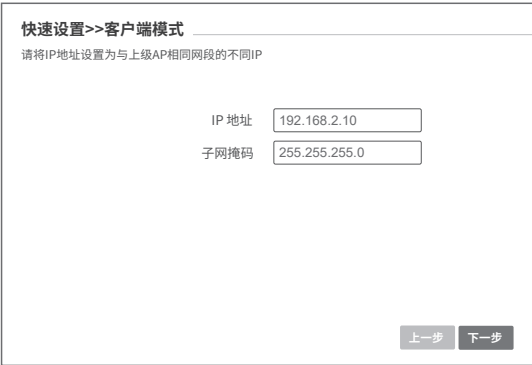 快速设置>>客户端模式
请将IP地址设置为与上级AP相同网段的不同IP
IP 地址 192.168.2.10
子网掩码 255.255.255.0
上一步 下一步